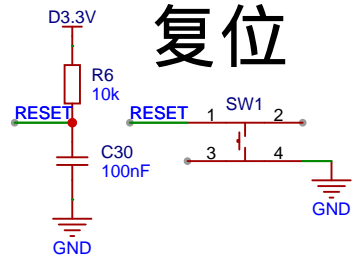 D3.3V
复位
R6
10k
RESET
C30
100nF
GND
RESET
SW1
1
2
3
4
GND